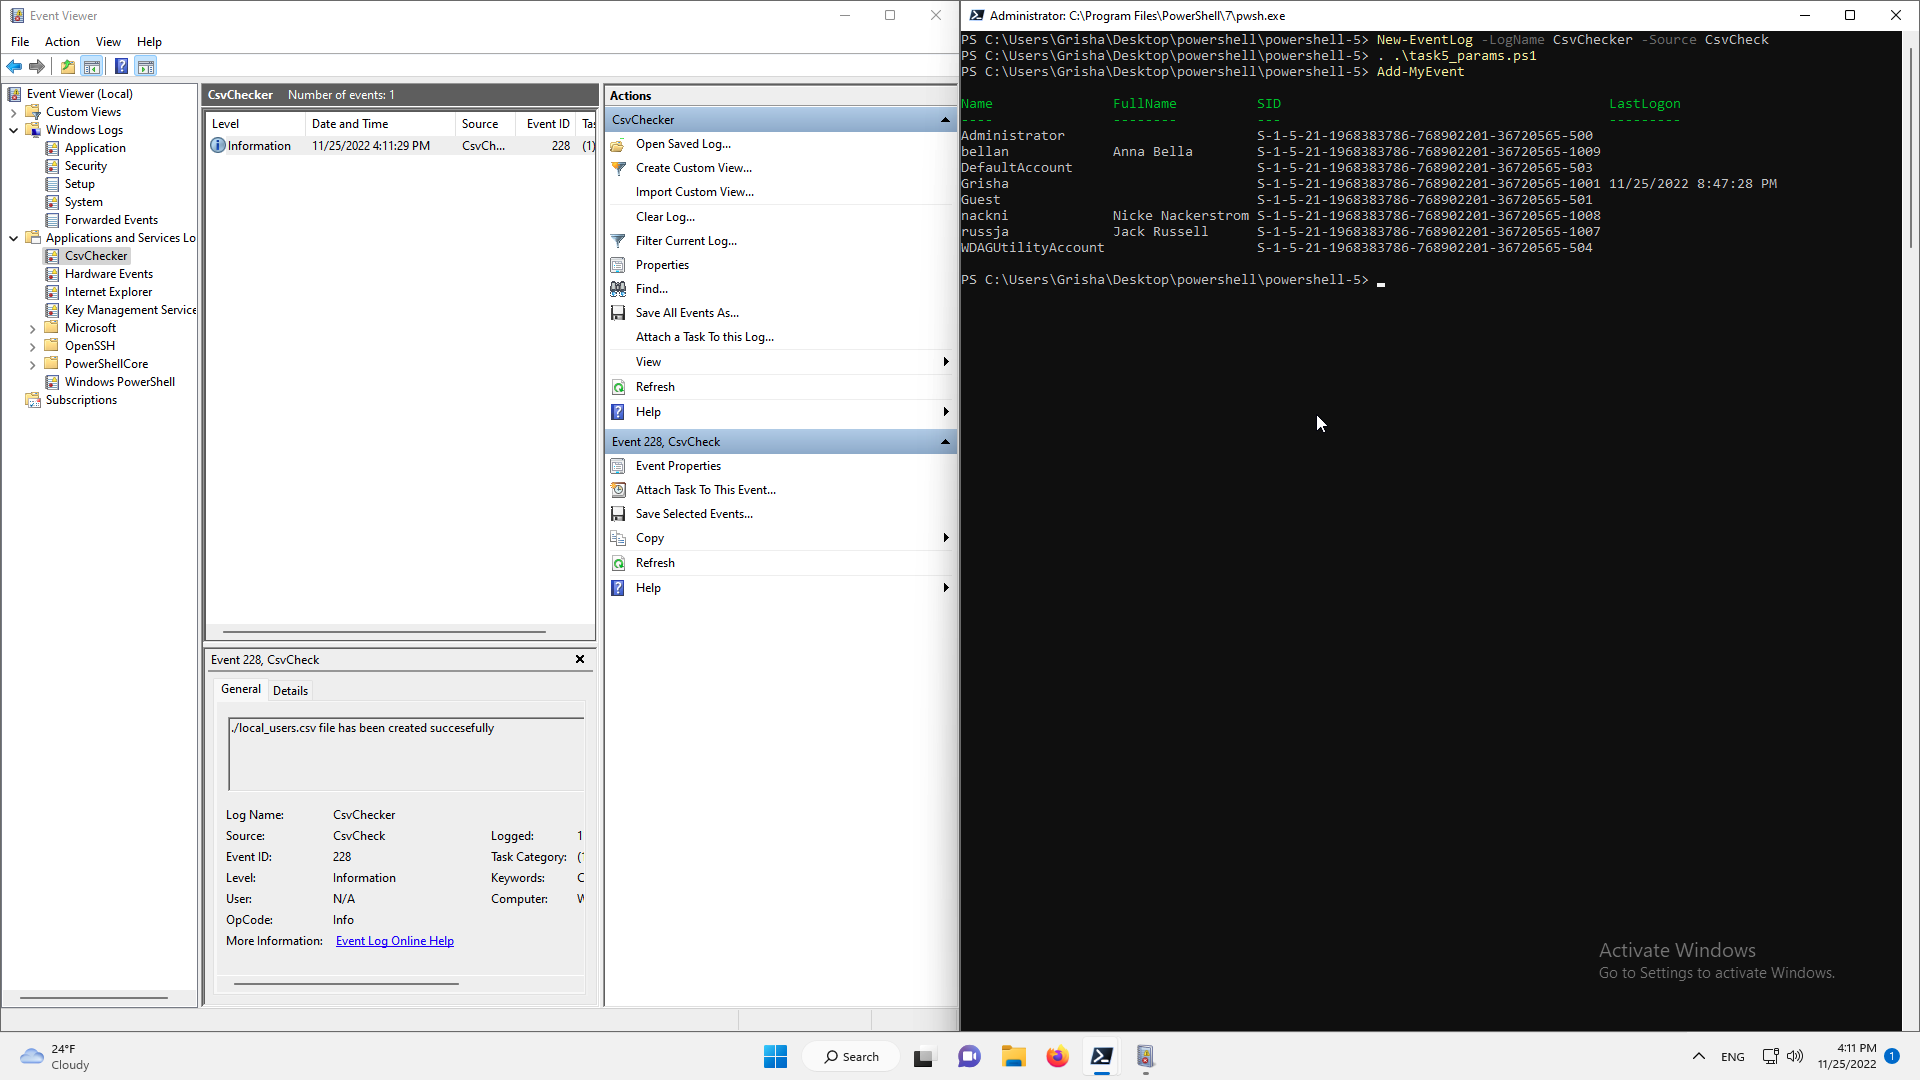 Event Viewer
File Action View Help
Event Viewer (Local)
Custom Views
Windows Logs
Application
Security
Setup
System
Forwarded Events
Applications and Services Lo
CsvChecker
Hardware Events
Internet Explorer
Key Management Service
Microsoft
OpenSSH
PowerShellCore
Windows PowerShell
Subscriptions
CsvChecker Number of events: 1
Level Date and Time Source Event ID Tas
Information 11/25/2022 4:11:29 PM CsvCh... 228 (1)
Event 228, CsvCheck
General Details
./local_users.csv file has been created succesefully
Log Name: CsvChecker
Source: CsvCheck Logged: 1
Event ID: 228 Task Category: (
Level: Information Keywords: C
User: N/A Computer: W
OpCode: Info
More Information: Event Log Online Help
Actions
CsvChecker
Open Saved Log...
Create Custom View...
Import Custom View...
Clear Log...
Filter Current Log...
Properties
Find...
Save All Events As...
Attach a Task To this Log...
View
Refresh
Help
Event 228, CsvCheck
Event Properties
Attach Task To This Event...
Save Selected Events...
Copy
Refresh
Help
Administrator: C:\Program Files\PowerShell\7\pwsh.exe
PS C:\Users\Grisha\Desktop\powershell\powershell-5> New-EventLog -LogName CsvChecker -Source CsvCheck
PS C:\Users\Grisha\Desktop\powershell\powershell-5> . .\task5_params.ps1
PS C:\Users\Grisha\Desktop\powershell\powershell-5> Add-MyEvent
Name FullName SID LastLogon
---- -------- --- ---------
Administrator S-1-5-21-1968383786-768902201-36720565-500
bellan Anna Bella S-1-5-21-1968383786-768902201-36720565-1009
DefaultAccount S-1-5-21-1968383786-768902201-36720565-503
Grisha S-1-5-21-1968383786-768902201-36720565-1001 11/25/2022 8:47:28 PM
Guest S-1-5-21-1968383786-768902201-36720565-501
nackni Nicke Nackerstrom S-1-5-21-1968383786-768902201-36720565-1008
russja Jack Russell S-1-5-21-1968383786-768902201-36720565-1007
WDAGUtilityAccount S-1-5-21-1968383786-768902201-36720565-504
PS C:\Users\Grisha\Desktop\powershell\powershell-5>
Activate Windows
Go to Settings to activate Windows.
24°F
Cloudy
Search
ENG
4:11 PM
11/25/2022
1